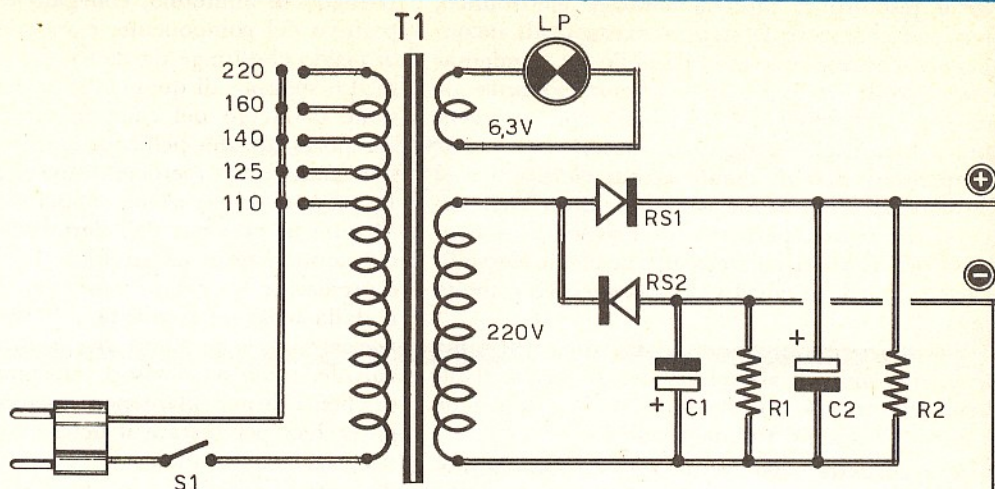 T1
LP
220
160
140
125
110
6,3V
+
RS1
RS2
−
220V
+
C1
R1
+
C2
R2
S1